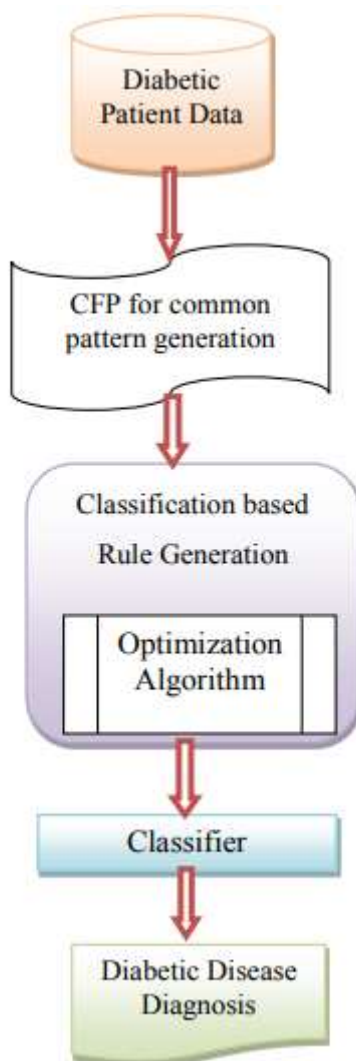 Diabetic
Patient Data
CFP for common
pattern generation
Classification based
Rule Generation
Optimization
Algorithm
Classifier
Diabetic Disease
Diagnosis